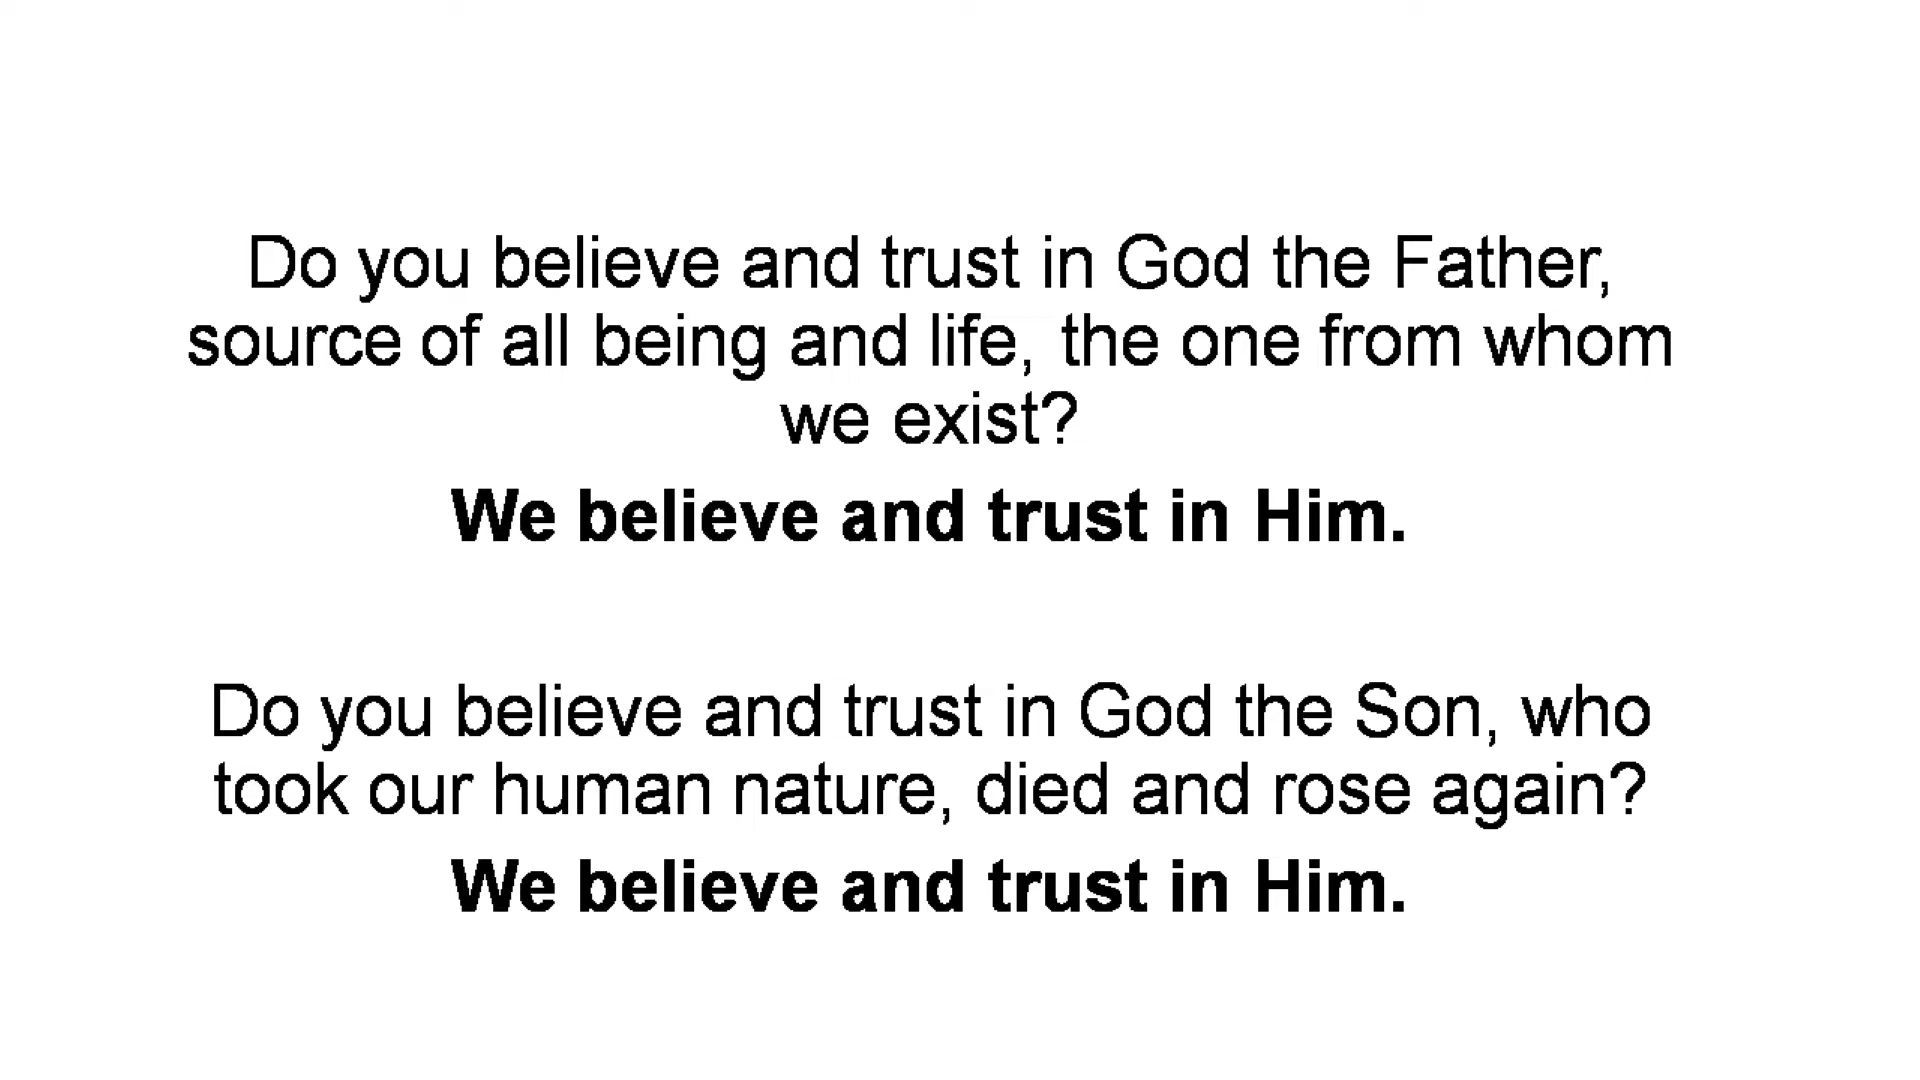 Do you believe and trust in God the Father,
source of all being and life, the one from whom
we exist?
We believe and trust in Him.
Do you believe and trust in God the Son, who
took our human nature, died and rose again?
We believe and trust in Him.